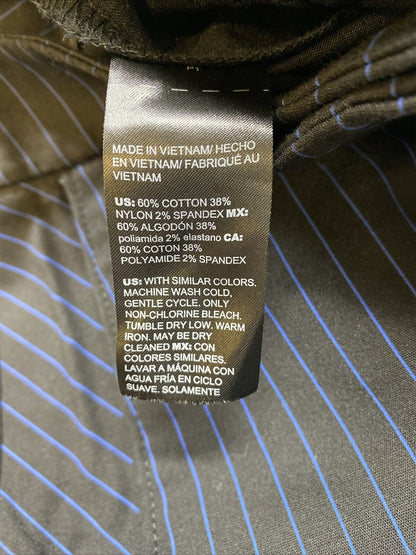 MADE IN VIETNAM/ HECHO
EN VIETNAM/ FABRIQUÉ AU
VIETNAM
US: 60% COTTON 38%
NYLON 2% SPANDEX MX:
60% ALGODÓN 38%
poliamida 2% elastano CA:
60% COTON 38%
POLYAMIDE 2% SPANDEX
US: WITH SIMILAR COLORS.
MACHINE WASH COLD,
GENTLE CYCLE. ONLY
NON-CHLORINE BLEACH.
TUMBLE DRY LOW. WARM
IRON. MAY BE DRY
CLEANED MX: CON
COLORES SIMILARES.
LAVAR A MÁQUINA CON
AGUA FRÍA EN CICLO
SUAVE. SOLAMENTE